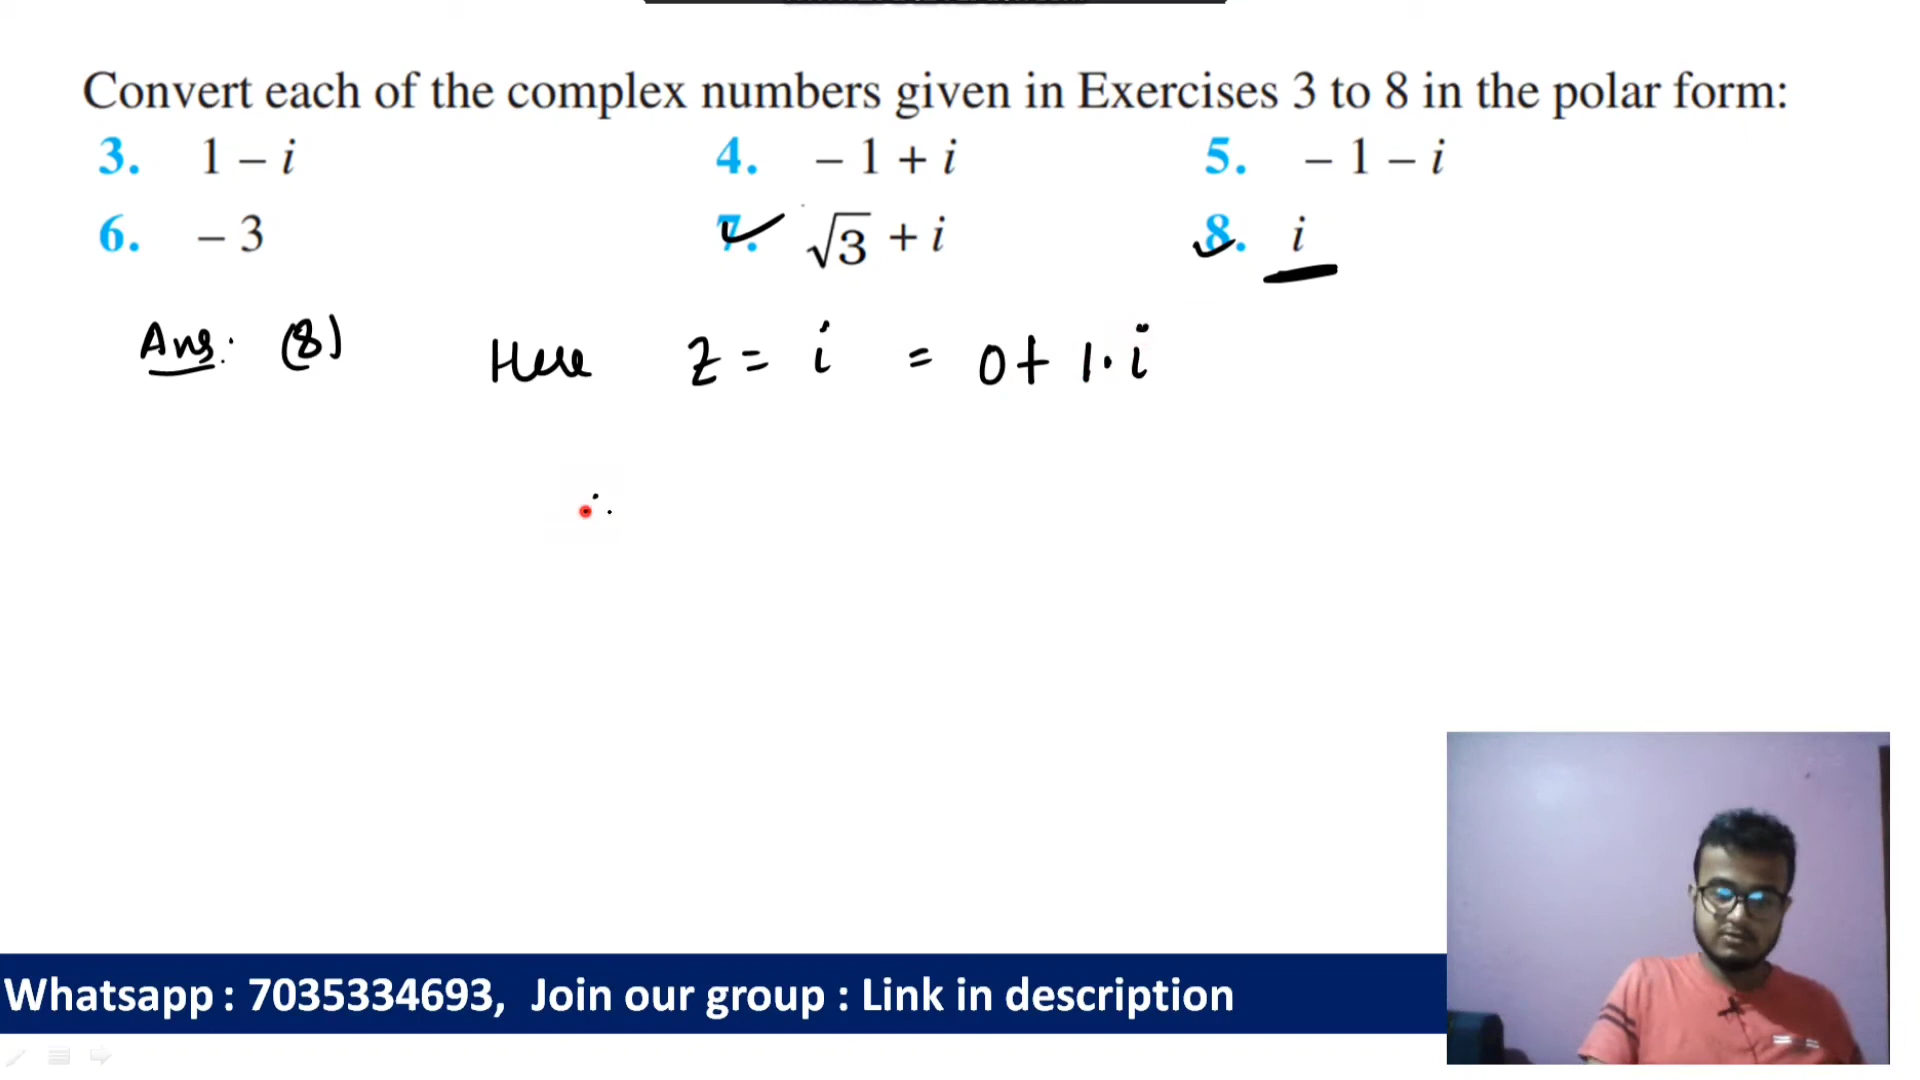 Convert each of the complex numbers given in Exercises 3 to 8 in the polar form:
3. 1 – i 4. – 1 + i 5. – 1 – i
6. – 3 7. √3 + i 8. i
Ans: (8) Here z = i = 0 + 1·i
∴
Whatsapp : 7035334693, Join our group : Link in description